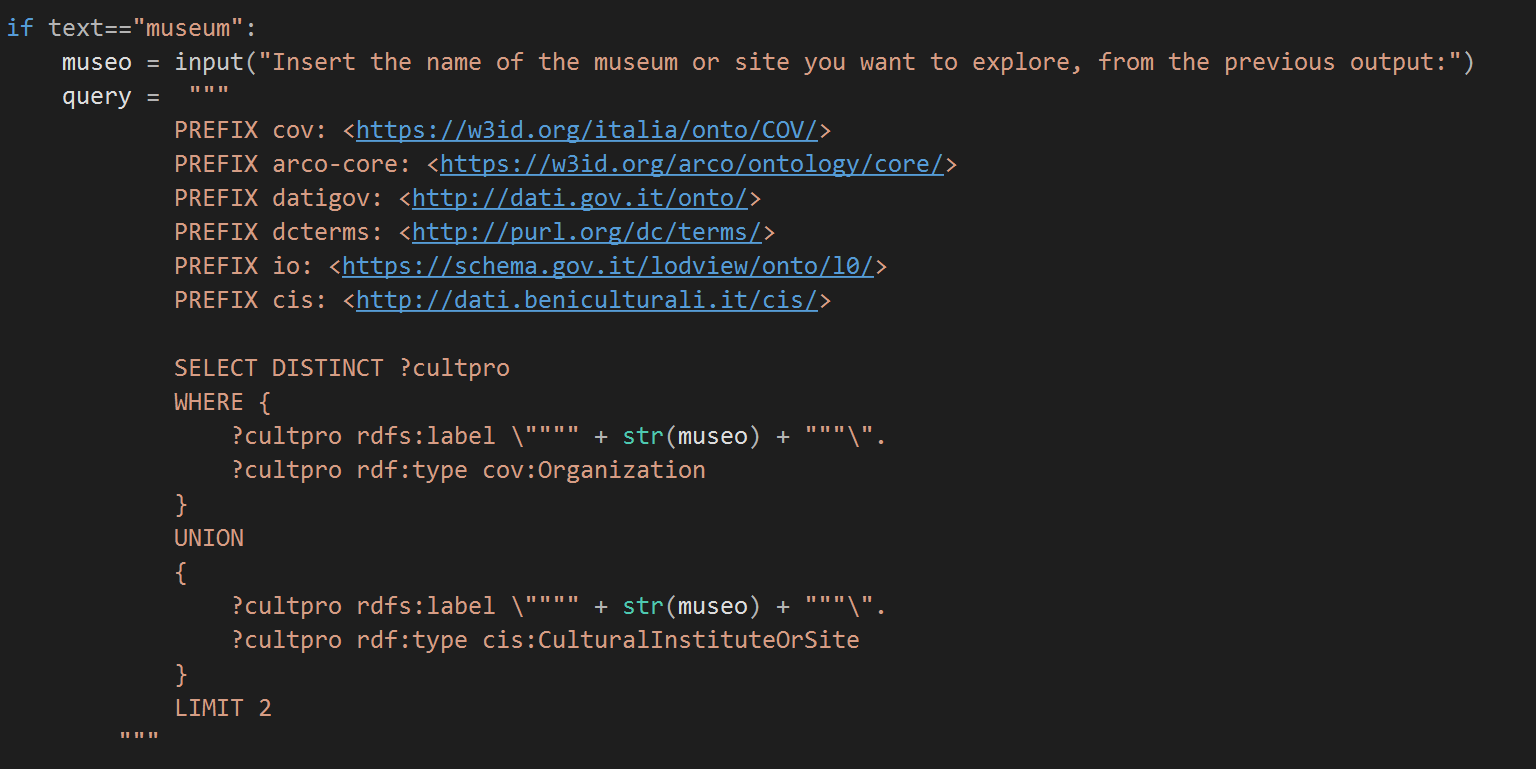 if text=="museum":
    museo = input("Insert the name of the museum or site you want to explore, from the previous output:")
    query =  """
            PREFIX cov: <https://w3id.org/italia/onto/COV/>
            PREFIX arco-core: <https://w3id.org/arco/ontology/core/>
            PREFIX datigov: <http://dati.gov.it/onto/>
            PREFIX dcterms: <http://purl.org/dc/terms/>
            PREFIX io: <https://schema.gov.it/lodview/onto/l0/>
            PREFIX cis: <http://dati.beniculturali.it/cis/>

            SELECT DISTINCT ?cultpro
            WHERE {
                ?cultpro rdfs:label \"""" + str(museo) + """\".
                ?cultpro rdf:type cov:Organization
            }
            UNION
            {
                ?cultpro rdfs:label \"""" + str(museo) + """\".
                ?cultpro rdf:type cis:CulturalInstituteOrSite
            }
            LIMIT 2
        """